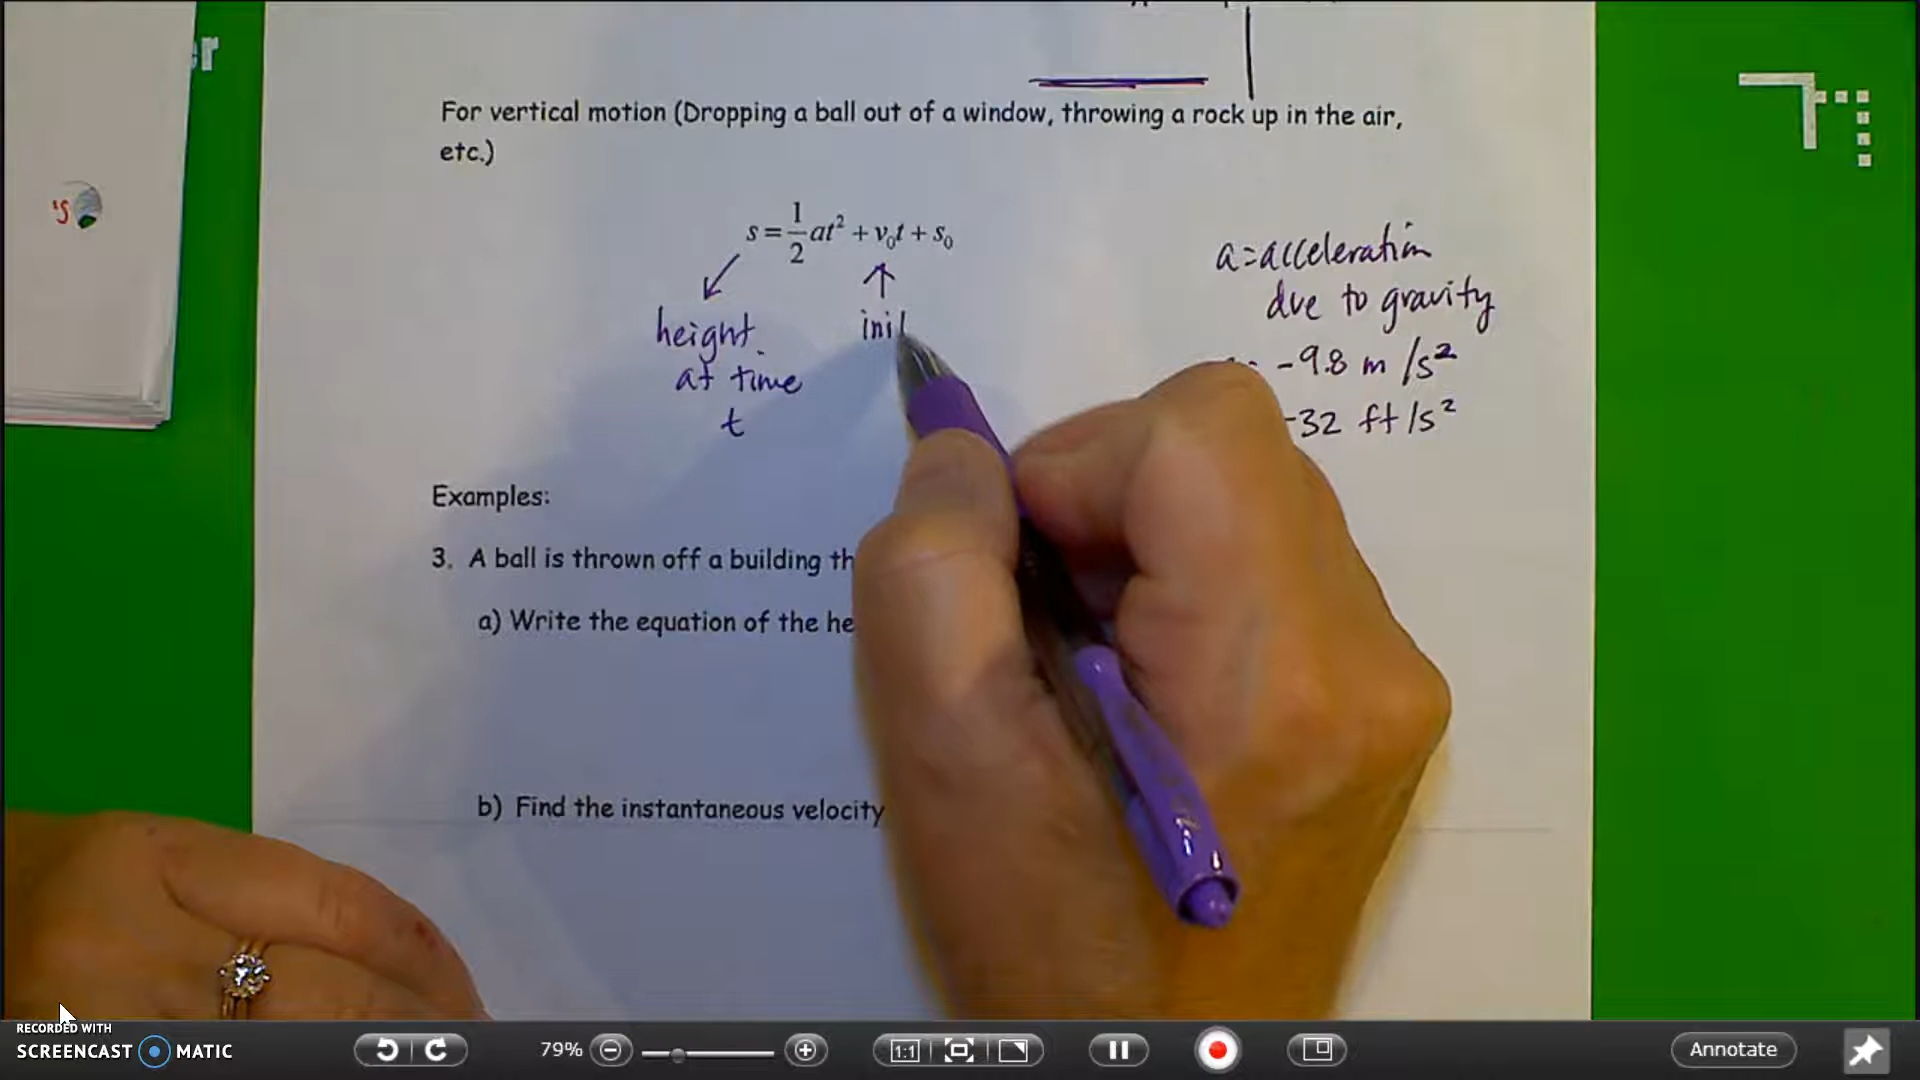 For vertical motion (Dropping a ball out of a window, throwing a rock up in the air,
etc.)
s = 1/2 at² + v₀t + s₀
height
at time
t
ini
a = acceleration
due to gravity
-9.8 m/s²
-32 ft/s²
Examples:
3. A ball is thrown off a building th
a) Write the equation of the he
b) Find the instantaneous velocity
RECORDED WITH
SCREENCAST MATIC
79%
1:1
Annotate